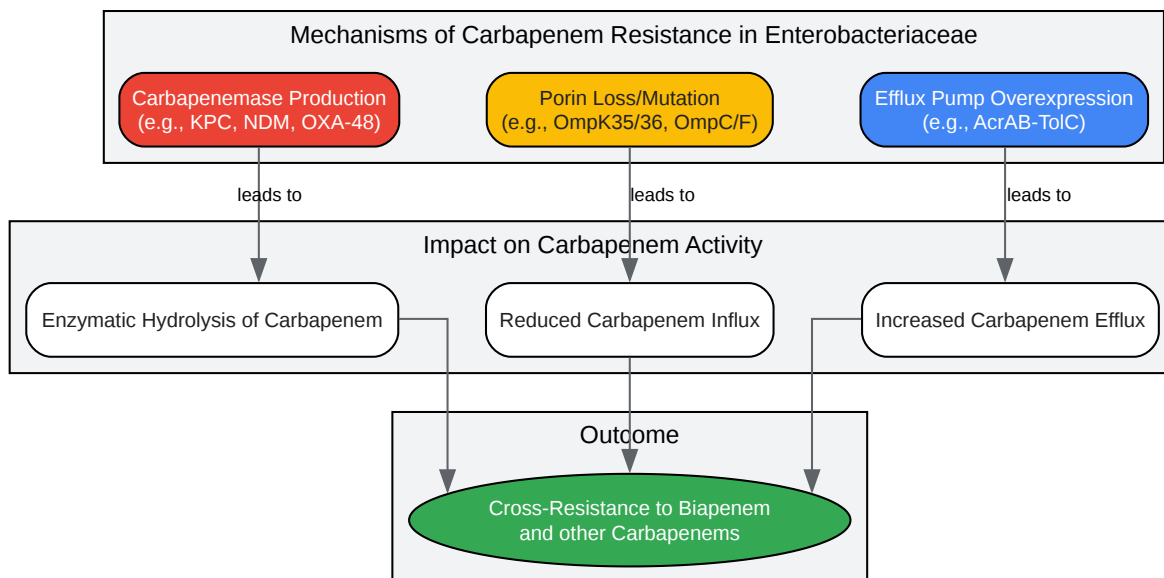 Mechanisms of Carbapenem Resistance in Enterobacteriaceae
Carbapenemase Production
(e.g., KPC, NDM, OXA-48)
Porin Loss/Mutation
(e.g., OmpK35/36, OmpC/F)
Efflux Pump Overexpression
(e.g., AcrAB-TolC)
leads to
leads to
leads to
Impact on Carbapenem Activity
Enzymatic Hydrolysis of Carbapenem
Reduced Carbapenem Influx
Increased Carbapenem Efflux
Outcome
Cross-Resistance to Biapenem
and other Carbapenems